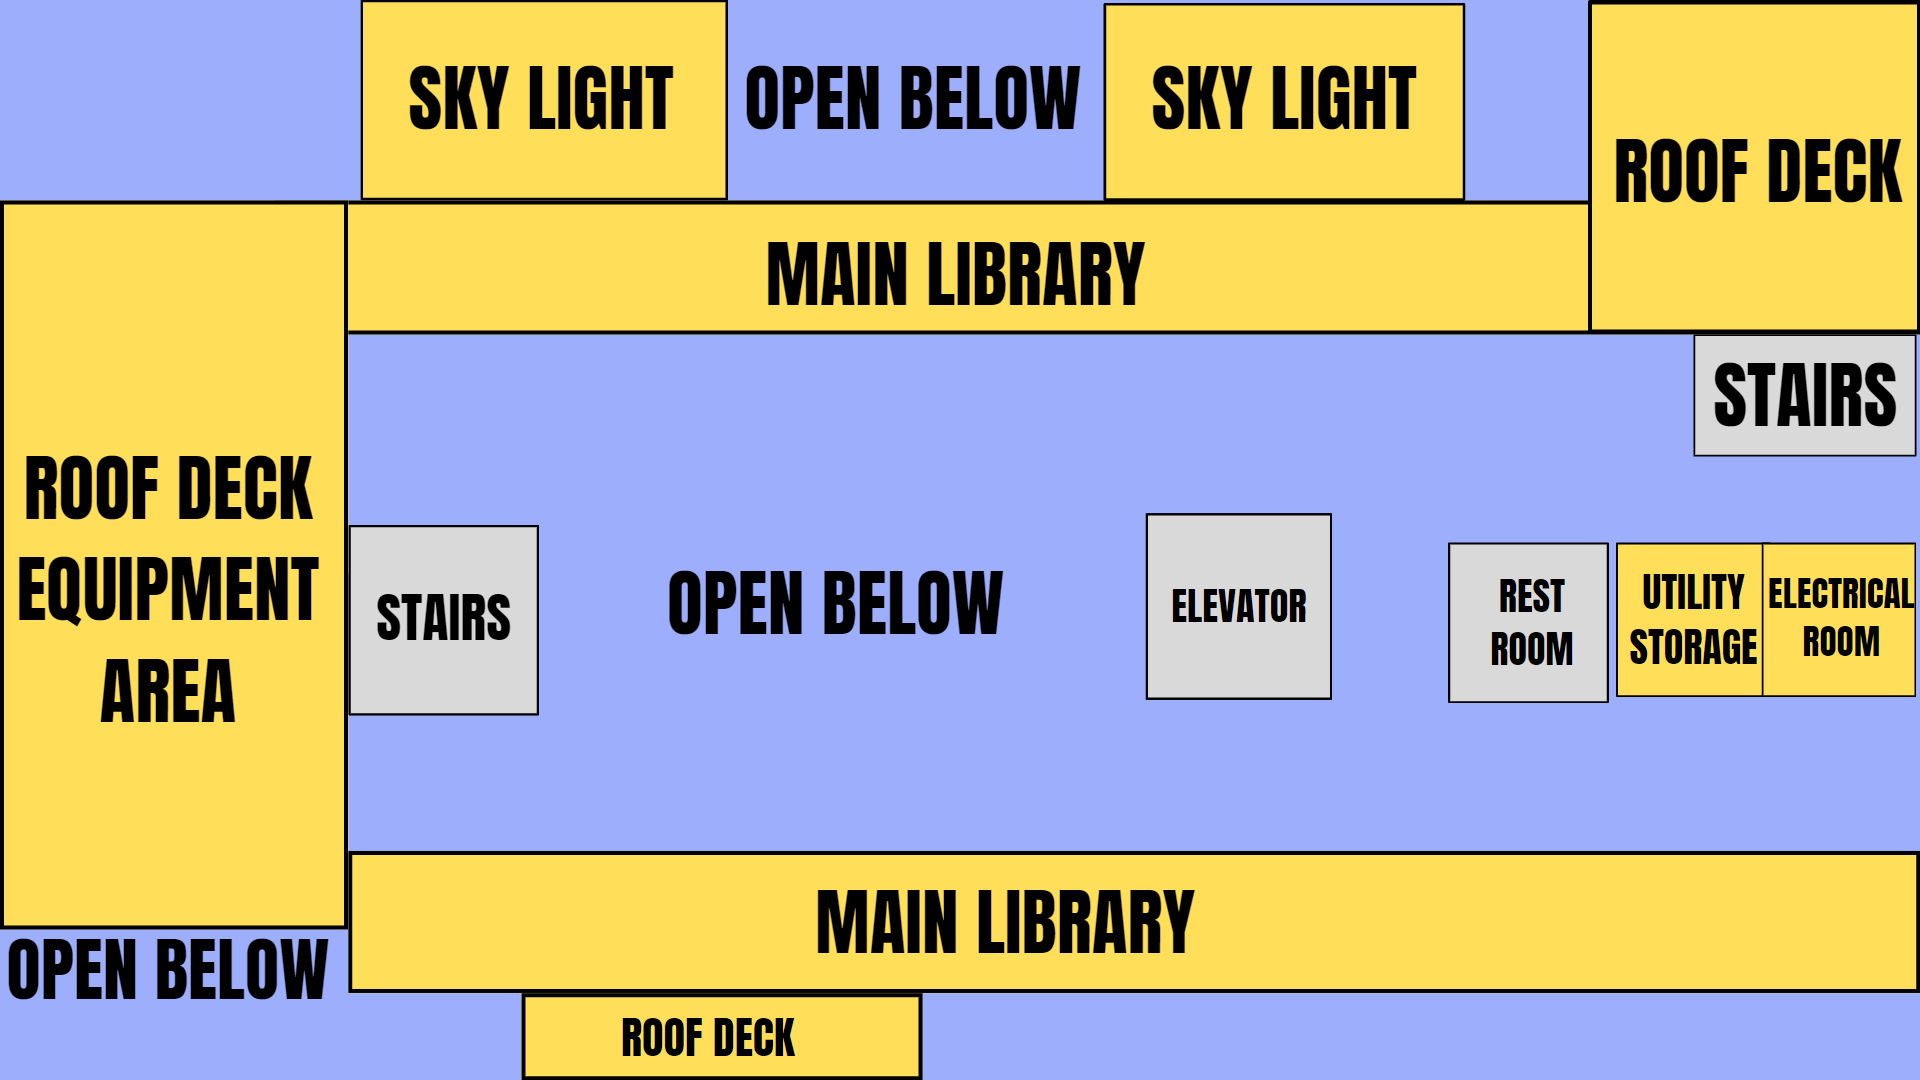 SKY LIGHT
OPEN BELOW
SKY LIGHT
ROOF DECK
MAIN LIBRARY
STAIRS
ROOF DECK
EQUIPMENT
AREA
STAIRS
OPEN BELOW
ELEVATOR
REST
ROOM
UTILITY
STORAGE
ELECTRICAL
ROOM
MAIN LIBRARY
OPEN BELOW
ROOF DECK